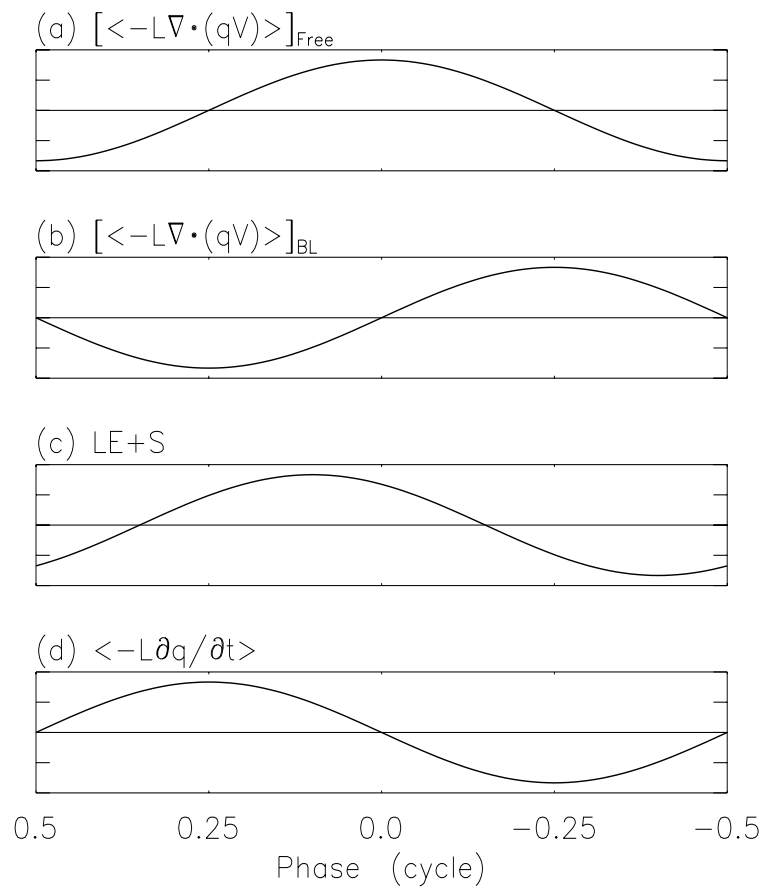 (a) [<−L∇·(qV)>]Free
(b) [<−L∇·(qV)>]BL
(c) LE+S
(d) <−L∂q/∂t>
0.5 0.25 0.0 −0.25 −0.5
Phase (cycle)